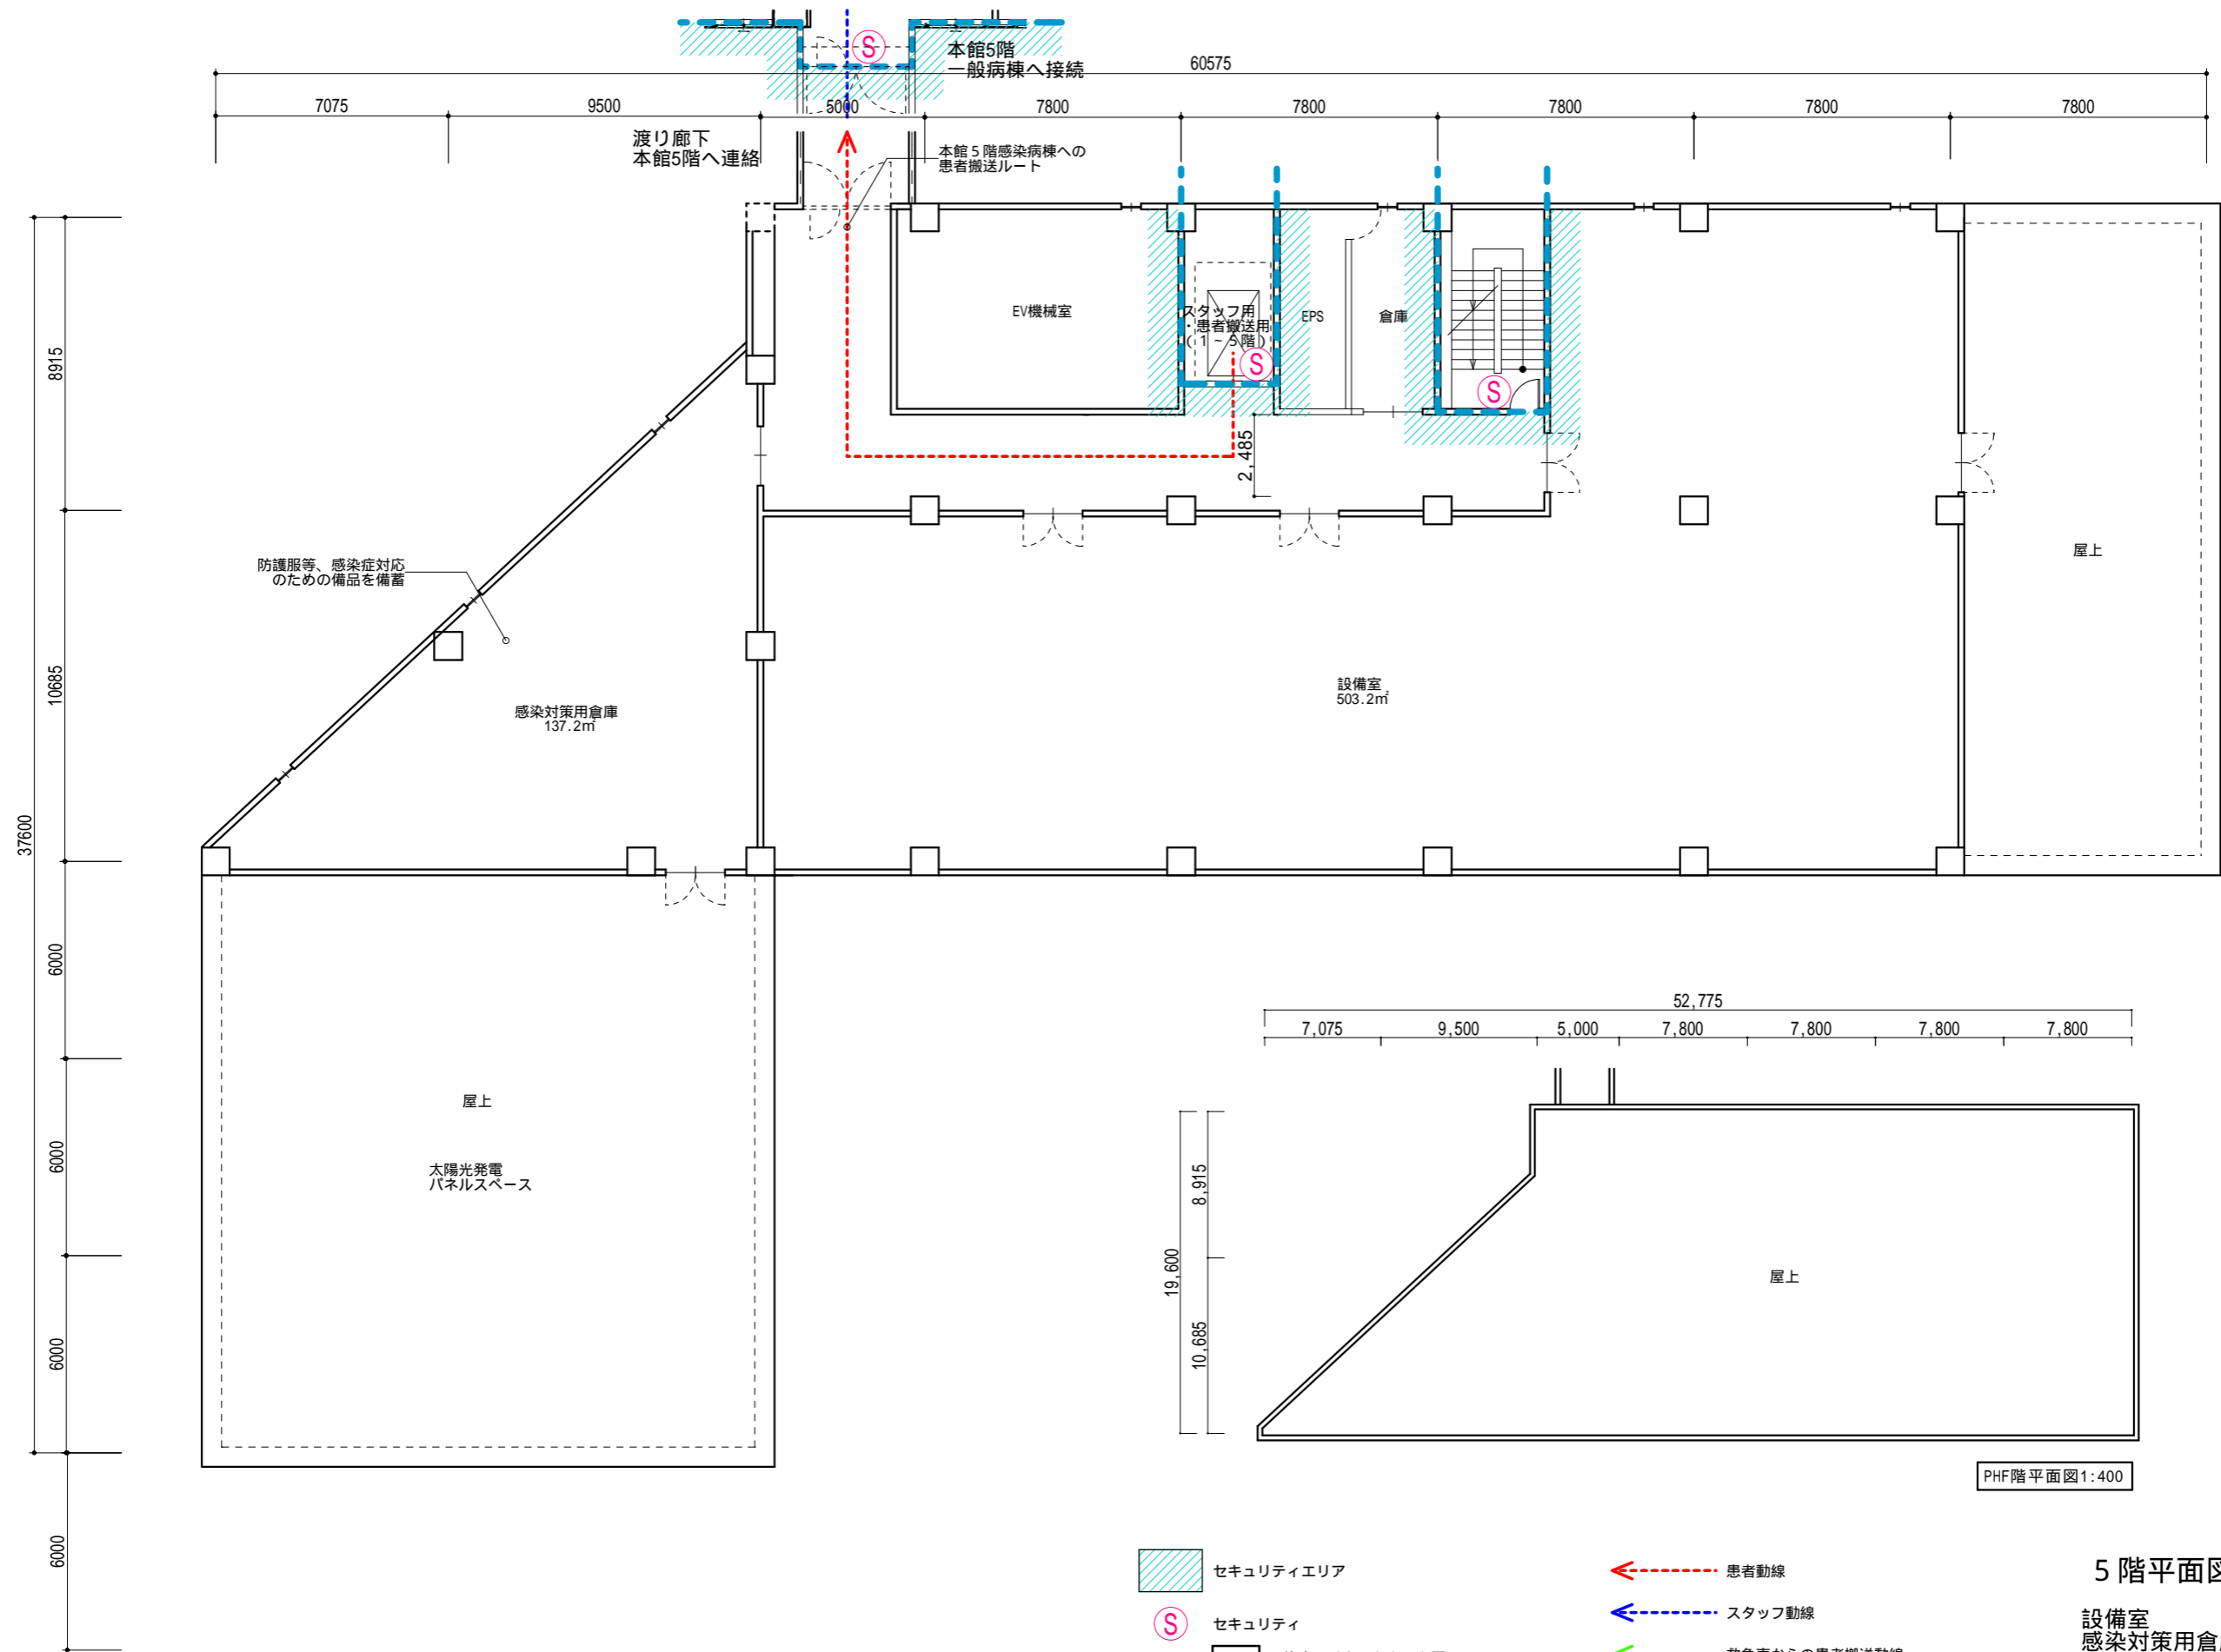 本館5階
一般病棟へ接続
60575
7075
9500
5000
7800
7800
7800
7800
7800
渡り廊下
本館5階へ連絡
本館５階感染病棟への
患者搬送ルート
S
EV機械室
スタッフ用
・患者搬送用
(１～５階)
S
EPS
倉庫
S
2,485
8915
10685
37600
6000
6000
6000
6000
防護服等、感染症対応
のための備品を備蓄
感染対策用倉庫
137.2㎡
設備室
503.2㎡
屋上
屋上
太陽光発電
パネルスペース
52,775
7,075
9,500
5,000
7,800
7,800
7,800
7,800
8,915
19,600
10,685
屋上
PHF階平面図1:400
セキュリティエリア
S
セキュリティ
患者動線
スタッフ動線
５階平面図
設備室